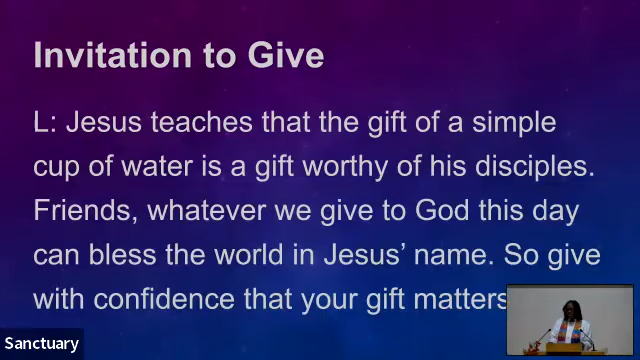 Invitation to Give
L: Jesus teaches that the gift of a simple
cup of water is a gift worthy of his disciples.
Friends, whatever we give to God this day
can bless the world in Jesus’ name. So give
with confidence that your gift matters
Sanctuary